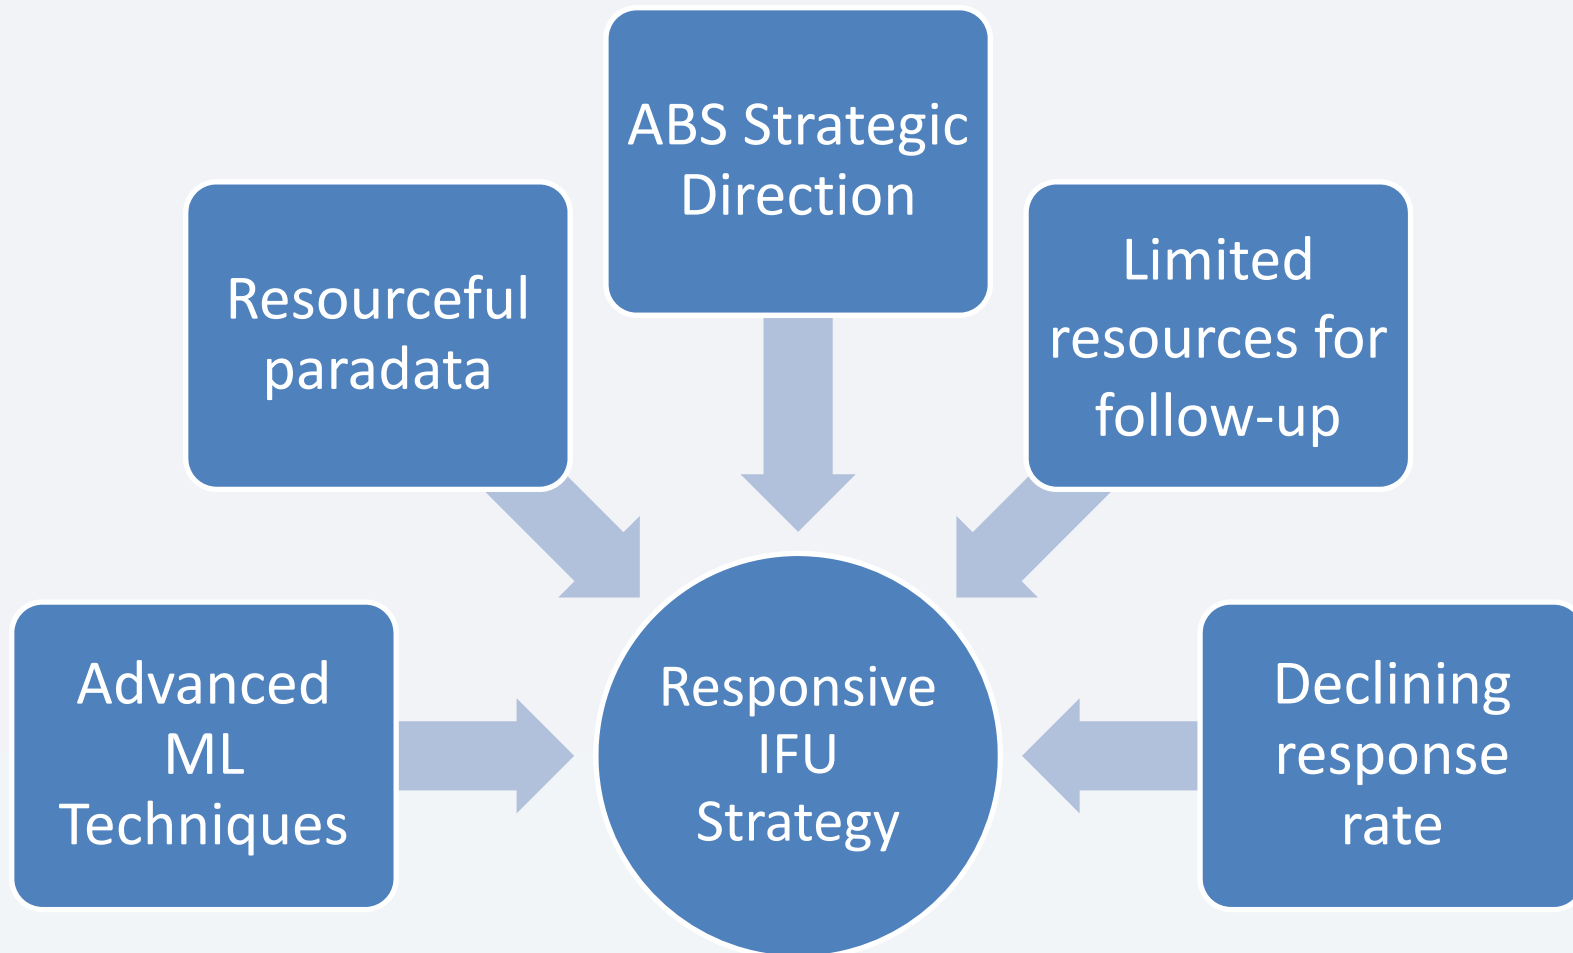 ABS Strategic
Direction
Resourceful
paradata
Limited
resources for
follow-up
Advanced
ML
Techniques
Responsive
IFU
Strategy
Declining
response
rate